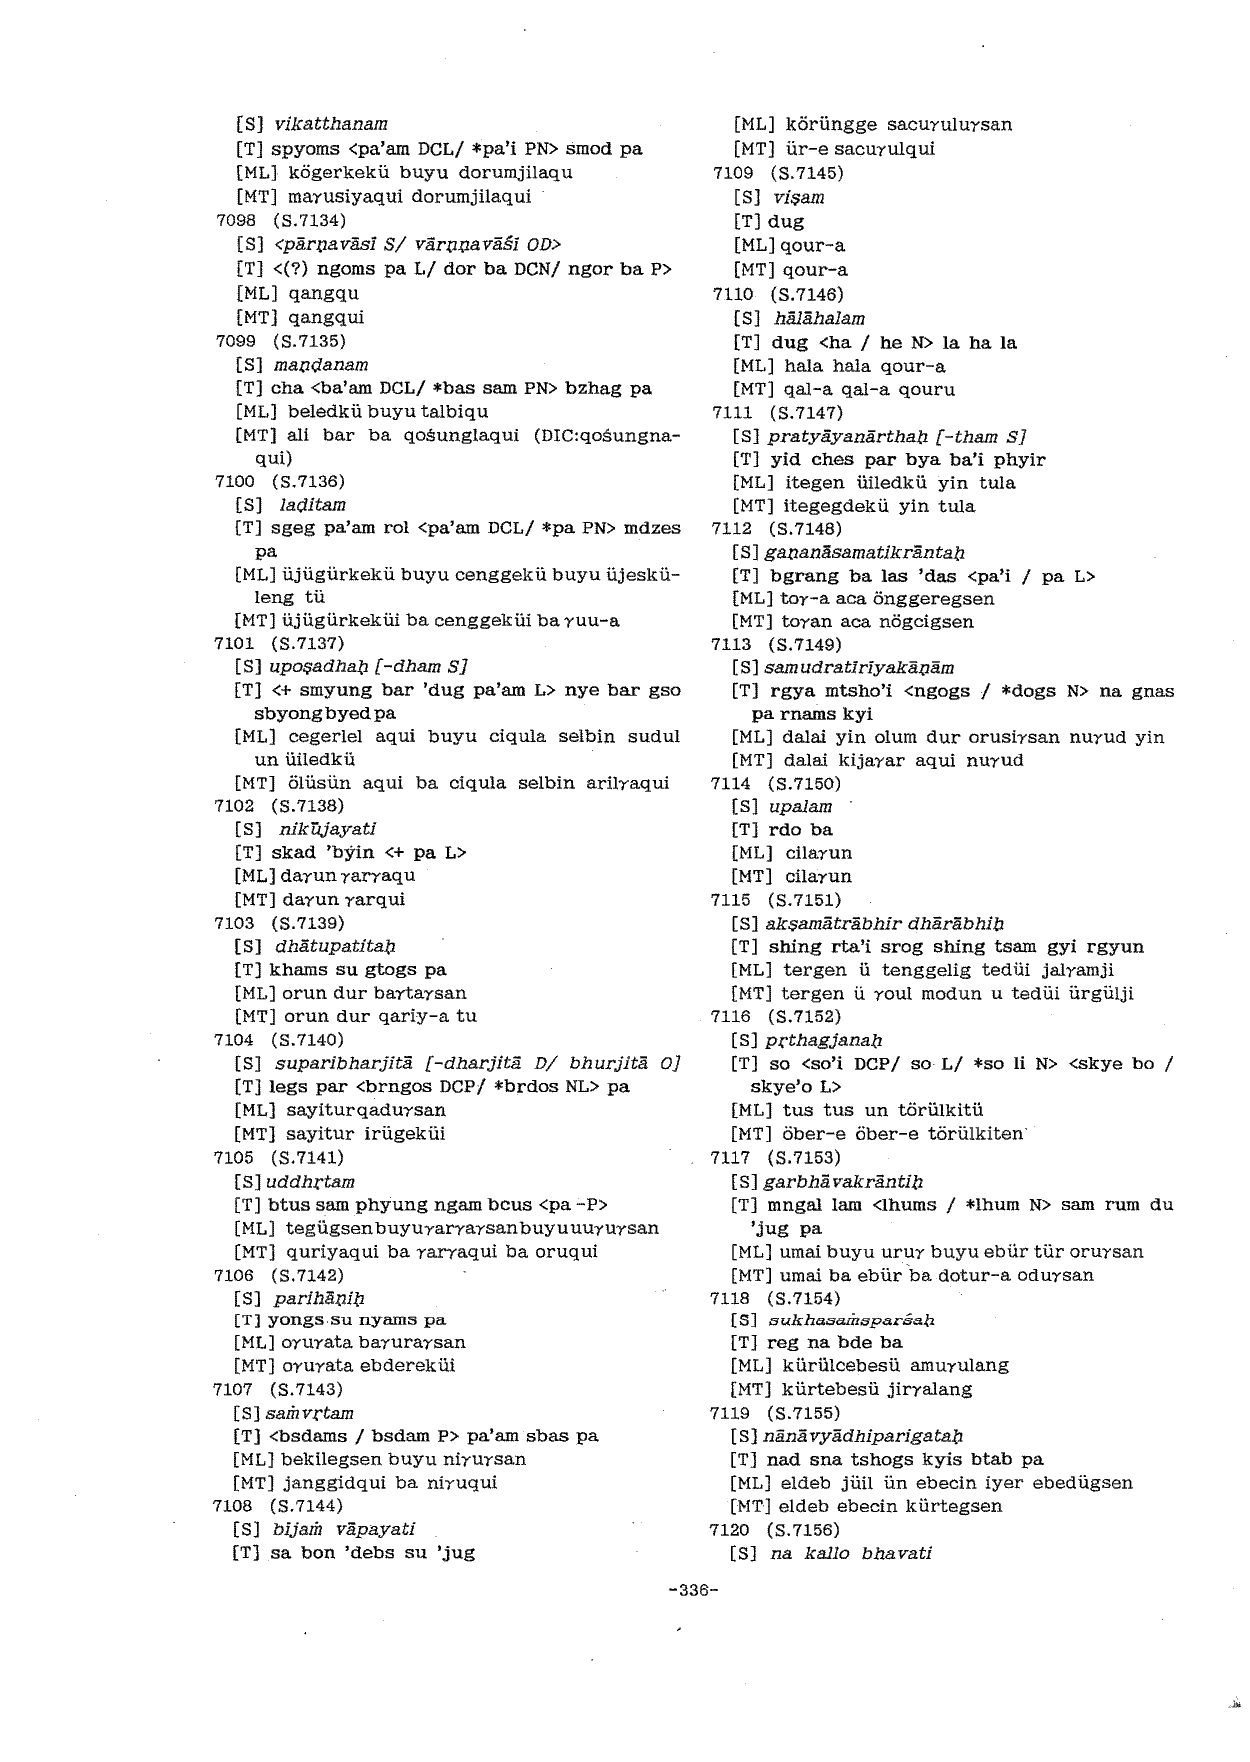 [S] vikatthanam
[T] spyoms <pa'am DCL/ *pa'i PN> smod pa
[ML] kögerkekü buyu dorumjilaqu
[MT] maγusiyaqui dorumjilaqui
7098 (S.7134)
[S] <pārṇavāsī S/ vārṇṇavāśi OD>
[T] <(?) ngoms pa L/ dor ba DCN/ ngor ba P>
[ML] qangqu
[MT] qangqui
7099 (S.7135)
[S] maṇḍanam
[T] cha <ba'am DCL/ *bas sam PN> bzhag pa
[ML] beledkü buyu talbiqu
[MT] ali bar ba qośunglaqui (DIC:qośungna-
qui)
7100 (S.7136)
[S] laḍitam
[T] sgeg pa'am rol <pa'am DCL/ *pa PN> mdzes
pa
[ML] üjügürkekü buyu cenggekü buyu üjeskü-
leng tü
[MT] üjügürkeküi ba cenggeküi ba γuu-a
7101 (S.7137)
[S] upoṣadhaḥ [-dham S]
[T] <+ smyung bar 'dug pa'am L> nye bar gso
sbyong byed pa
[ML] cegerlel aqui buyu ciqula selbin sudul
un üiledkü
[MT] ölüsün aqui ba ciqula selbin arilγaqui
7102 (S.7138)
[S] nikūjayati
[T] skad 'byin <+ pa L>
[ML] daγun γarγaqu
[MT] daγun γarqui
7103 (S.7139)
[S] dhātupatitaḥ
[T] khams su gtogs pa
[ML] orun dur baγtaγsan
[MT] orun dur qariy-a tu
7104 (S.7140)
[S] suparibharjitā [-dharjitā D/ bhurjitā O]
[T] legs par <brngos DCP/ *brdos NL> pa
[ML] sayitur qaduγsan
[MT] sayitur irügeküi
7105 (S.7141)
[S] uddhṛtam
[T] btus sam phyung ngam bcus <pa -P>
[ML] tegügsen buyu γarγaγsan buyu uuγuγsan
[MT] quriyaqui ba γarγaqui ba oruqui
7106 (S.7142)
[S] parihāṇiḥ
[T] yongs su nyams pa
[ML] oγuγata baγuraγsan
[MT] oγuγata ebdereküi
7107 (S.7143)
[S] saṁvṛtam
[T] <bsdams / bsdam P> pa'am sbas pa
[ML] bekilegsen buyu niγuγsan
[MT] janggidqui ba niγuqui
7108 (S.7144)
[S] bījaṁ vāpayati
[T] sa bon 'debs su 'jug
[ML] körüngge sacuγuluγsan
[MT] ür-e sacuγulqui
7109 (S.7145)
[S] viṣam
[T] dug
[ML] qour-a
[MT] qour-a
7110 (S.7146)
[S] hālāhalam
[T] dug <ha / he N> la ha la
[ML] hala hala qour-a
[MT] qal-a qal-a qouru
7111 (S.7147)
[S] pratyāyanārthaḥ [-tham S]
[T] yid ches par bya ba'i phyir
[ML] itegen üiledkü yin tula
[MT] itegegdekü yin tula
7112 (S.7148)
[S] gaṇanāsamatikrāntaḥ
[T] bgrang ba las 'das <pa'i / pa L>
[ML] toγ-a aca önggeregsen
[MT] toγan aca nögcigsen
7113 (S.7149)
[S] samudratīrīyakāṇām
[T] rgya mtsho'i <ngogs / *dogs N> na gnas
pa rnams kyi
[ML] dalai yin olum dur orusiγsan nuγud yin
[MT] dalai kijaγar aqui nuγud
7114 (S.7150)
[S] upalam
[T] rdo ba
[ML] cilaγun
[MT] cilaγun
7115 (S.7151)
[S] akṣamātrābhir dhārābhiḥ
[T] shing rta'i srog shing tsam gyi rgyun
[ML] tergen ü tenggelig tedüi jalγamji
[MT] tergen ü γoul modun u tedüi ürgülji
7116 (S.7152)
[S] pṛthagjanaḥ
[T] so <so'i DCP/ so L/ *so li N> <skye bo /
skye'o L>
[ML] tus tus un törülkitü
[MT] öber-e öber-e törülkiten
7117 (S.7153)
[S] garbhāvakrāntiḥ
[T] mngal lam <lhums / *lhum N> sam rum du
'jug pa
[ML] umai buyu uruγ buyu ebür tür oruγsan
[MT] umai ba ebür ba dotur-a oduγsan
7118 (S.7154)
[S] sukhasaṁsparśaḥ
[T] reg na bde ba
[ML] kürülcebesü amuγulang
[MT] kürtebesü jirγalang
7119 (S.7155)
[S] nānāvyādhiparigataḥ
[T] nad sna tshogs kyis btab pa
[ML] eldeb jüil ün ebecin iyer ebedügsen
[MT] eldeb ebecin kürtegsen
7120 (S.7156)
[S] na kallo bhavati
-336-